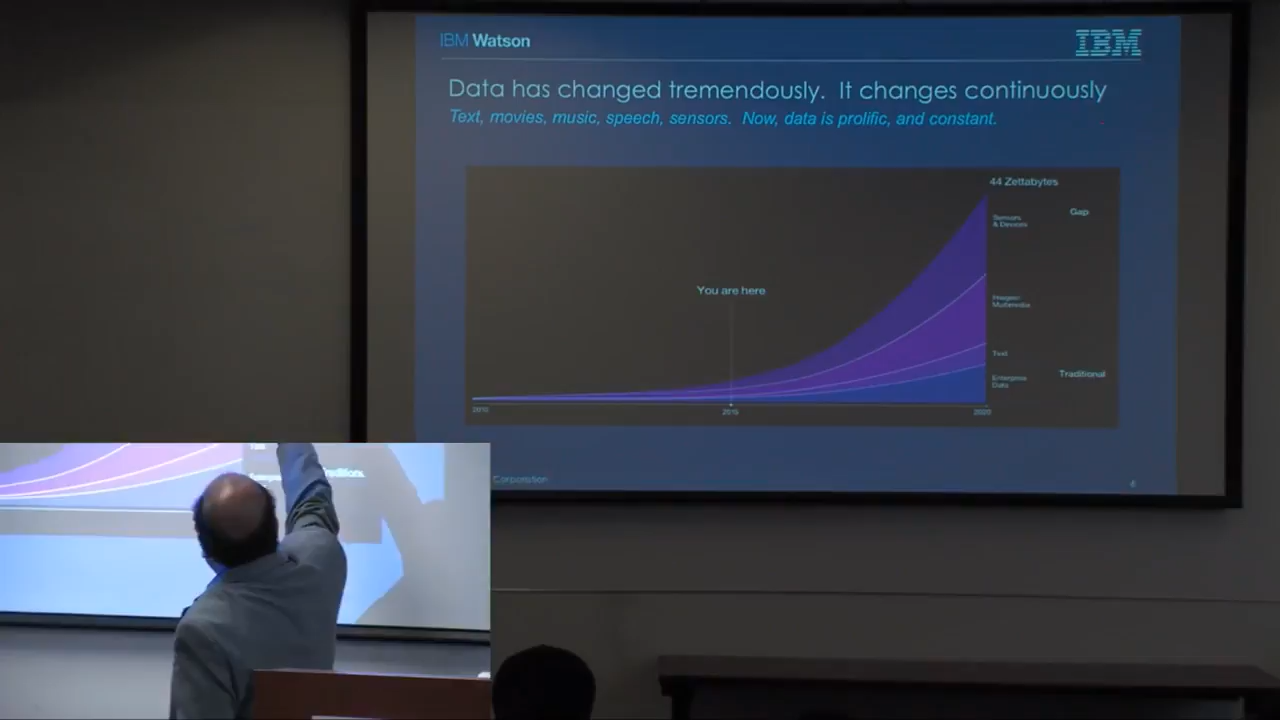 IBM Watson
IBM
Data has changed tremendously. It changes continuously
Text, movies, music, speech, sensors. Now, data is prolific, and constant.
44 Zettabytes
Sensors
& Devices
Gap
You are here
Images/
Multimedia
Text
Enterprise
Data
Traditional
2010
2015
2020
Corporation